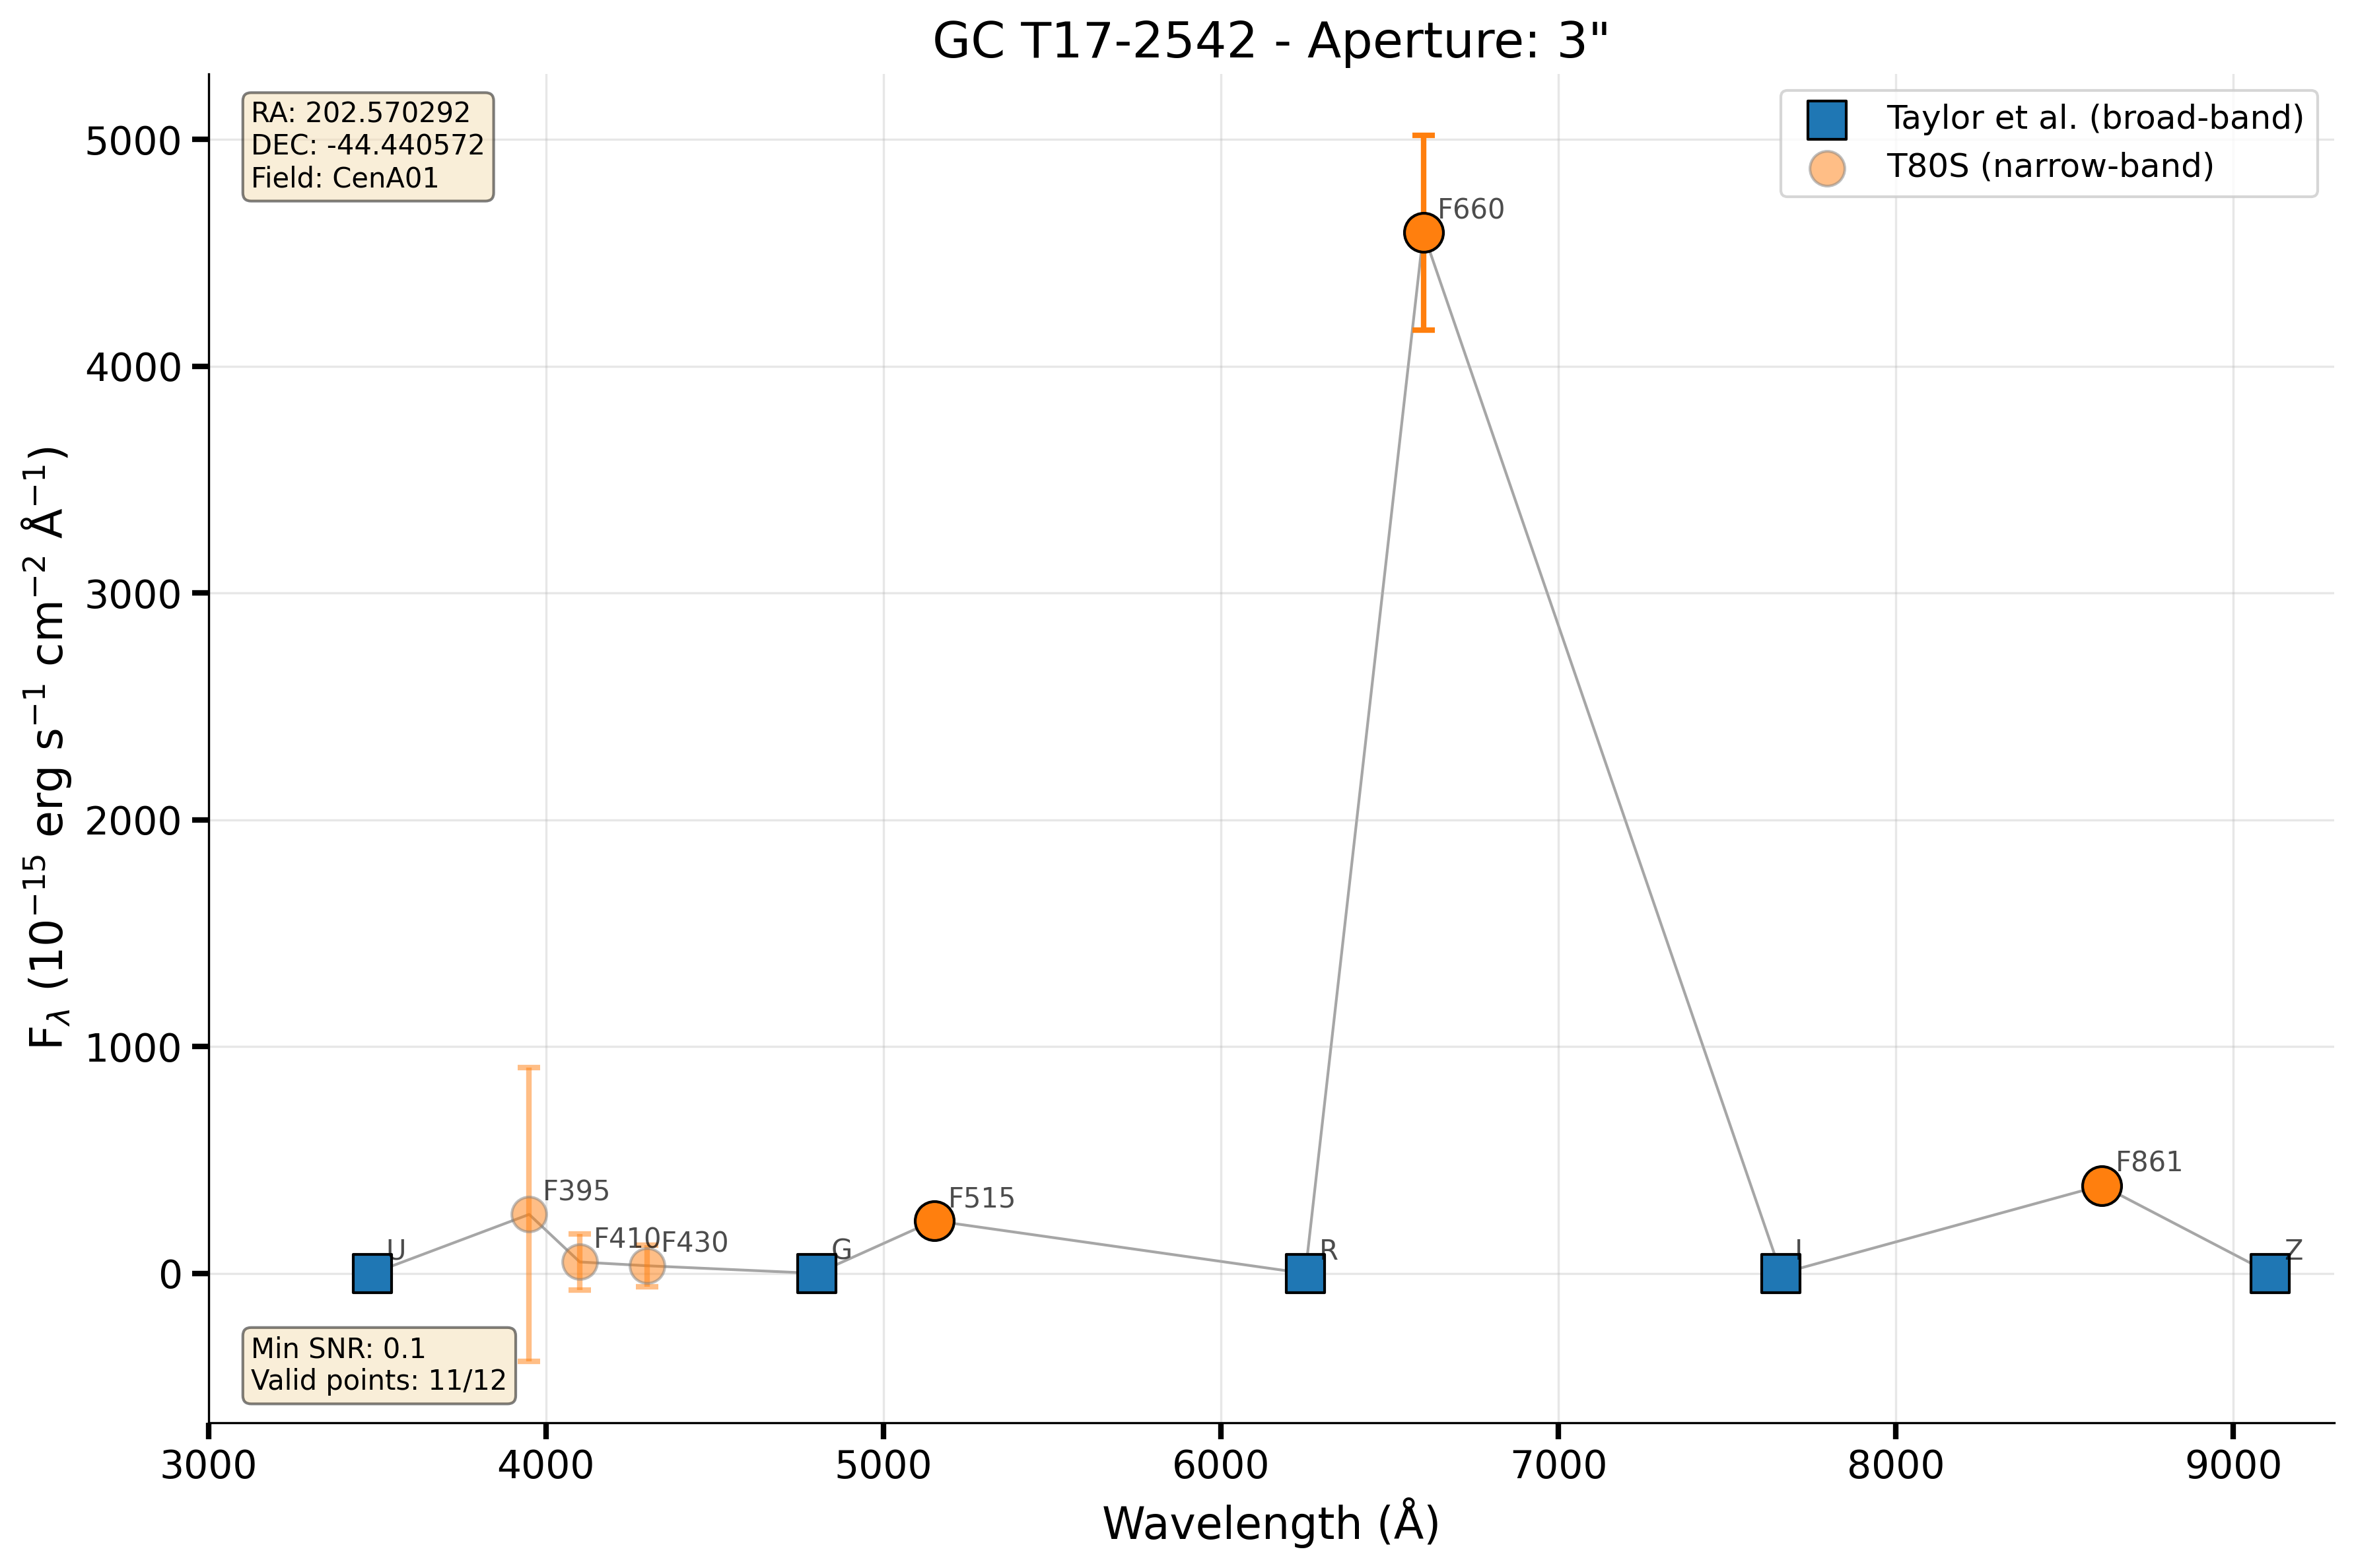 GC T17-2542 - Aperture: 3"
RA: 202.570292
DEC: -44.440572
Field: CenA01
Taylor et al. (broad-band)
T80S (narrow-band)
5000
4000
3000
2000
1000
0
F_λ (10⁻¹⁵ erg s⁻¹ cm⁻² Å⁻¹)
F660
F395
F410
F430
F515
F861
U
G
R
I
Z
Min SNR: 0.1
Valid points: 11/12
3000
4000
5000
6000
7000
8000
9000
Wavelength (Å)